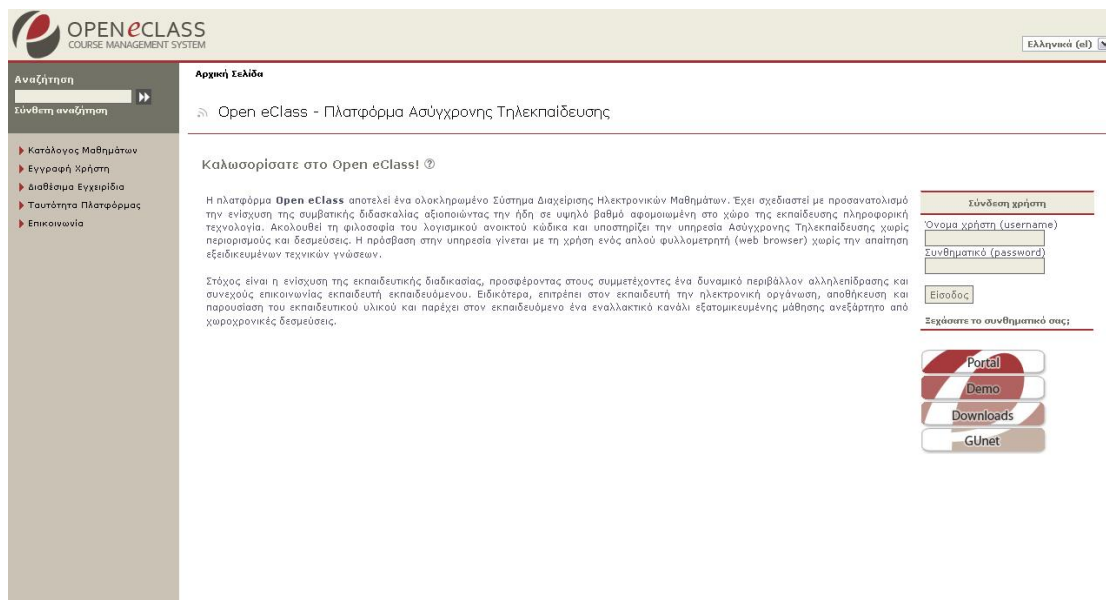 OPEN eCLASS
COURSE MANAGEMENT SYSTEM
Ελληνικά (el)
Αναζήτηση
Σύνθετη αναζήτηση
Κατάλογος Μαθημάτων
Εγγραφή Χρήστη
Διαθέσιμα Εγχειρίδια
Ταυτότητα Πλατφόρμας
Επικοινωνία
Αρχική Σελίδα
Open eClass - Πλατφόρμα Ασύγχρονης Τηλεκπαίδευσης
Καλωσορίσατε στο Open eClass!
Η πλατφόρμα Open eClass αποτελεί ένα ολοκληρωμένο Σύστημα Διαχείρισης Ηλεκτρονικών Μαθημάτων. Έχει σχεδιαστεί με προσανατολισμό
την ενίσχυση της συμβατικής διδασκαλίας αξιοποιώντας την ήδη σε υψηλό βαθμό αφομοιωμένη στο χώρο της εκπαίδευσης πληροφορική
τεχνολογία. Ακολουθεί τη φιλοσοφία του λογισμικού ανοικτού κώδικα και υποστηρίζει την υπηρεσία Ασύγχρονης Τηλεκπαίδευσης χωρίς
περιορισμούς και δεσμεύσεις. Η πρόσβαση στην υπηρεσία γίνεται με τη χρήση ενός απλού φυλλομετρητή (web browser) χωρίς την απαίτηση
εξειδικευμένων τεχνικών γνώσεων.
Στόχος είναι η ενίσχυση της εκπαιδευτικής διαδικασίας, προσφέροντας στους συμμετέχοντες ένα δυναμικό περιβάλλον αλληλεπίδρασης και
συνεχούς επικοινωνίας εκπαιδευτή εκπαιδευόμενου. Ειδικότερα, επιτρέπει στον εκπαιδευτή την ηλεκτρονική οργάνωση, αποθήκευση και
παρουσίαση του εκπαιδευτικού υλικού και παρέχει στον εκπαιδευόμενο ένα εναλλακτικό κανάλι εξατομικευμένης μάθησης ανεξάρτητο από
χωροχρονικές δεσμεύσεις.
Σύνδεση χρήστη
Όνομα χρήστη (username)
Συνθηματικό (password)
Είσοδος
Ξεχάσατε το συνθηματικό σας;
Portal
Demo
Downloads
GUnet